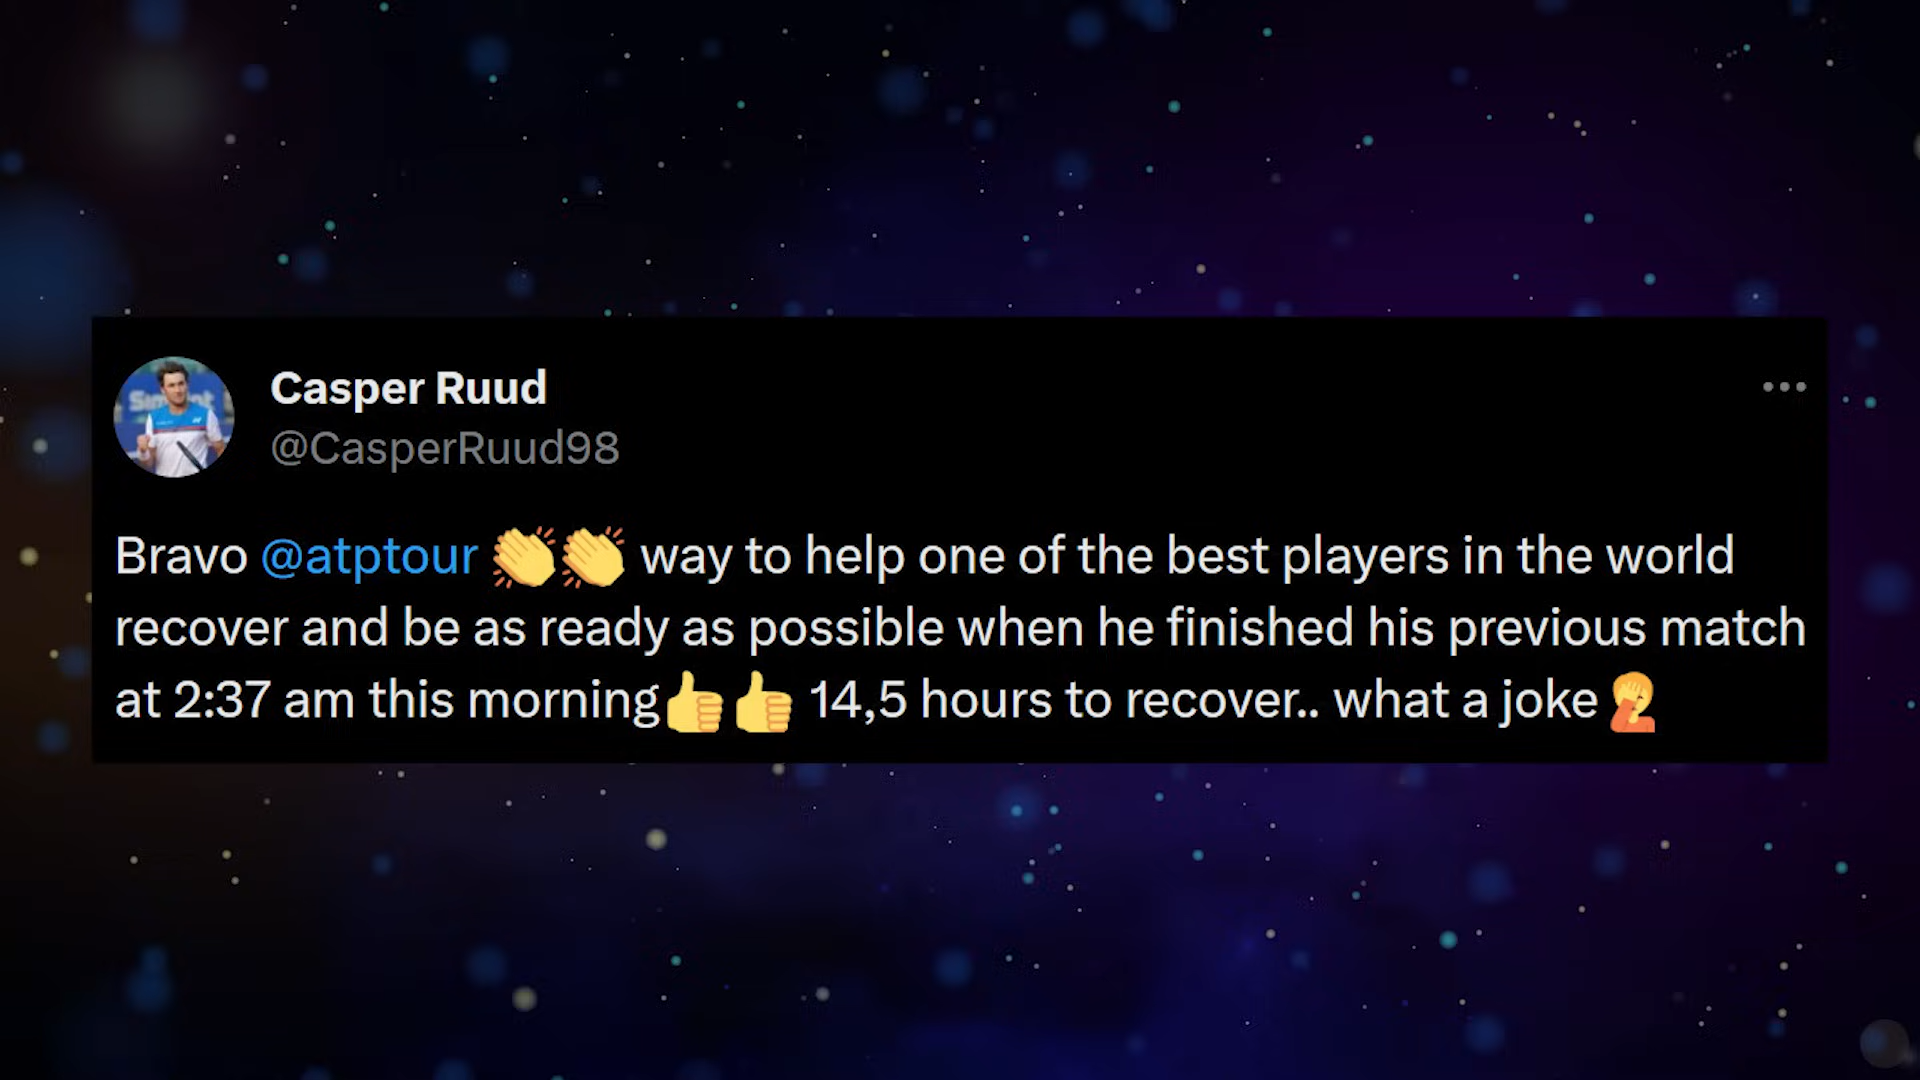 Casper Ruud
@CasperRuud98
Bravo @atptour 👏👏 way to help one of the best players in the world
recover and be as ready as possible when he finished his previous match
at 2:37 am this morning👍👍 14,5 hours to recover.. what a joke 🤦